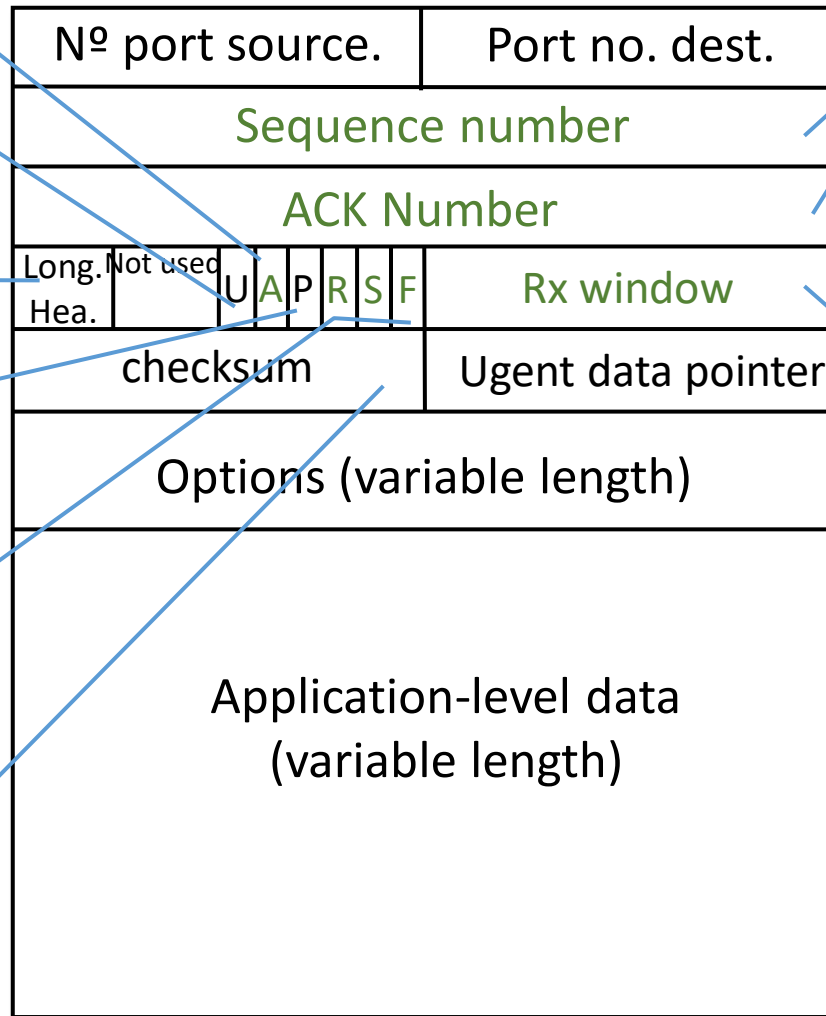 Nº port source. Port no. dest.
Sequence number
ACK Number
Long. Not used U A P R S F Rx window
Hea.
checksum Ugent data pointer
Options (variable length)
Application-level data
(variable length)